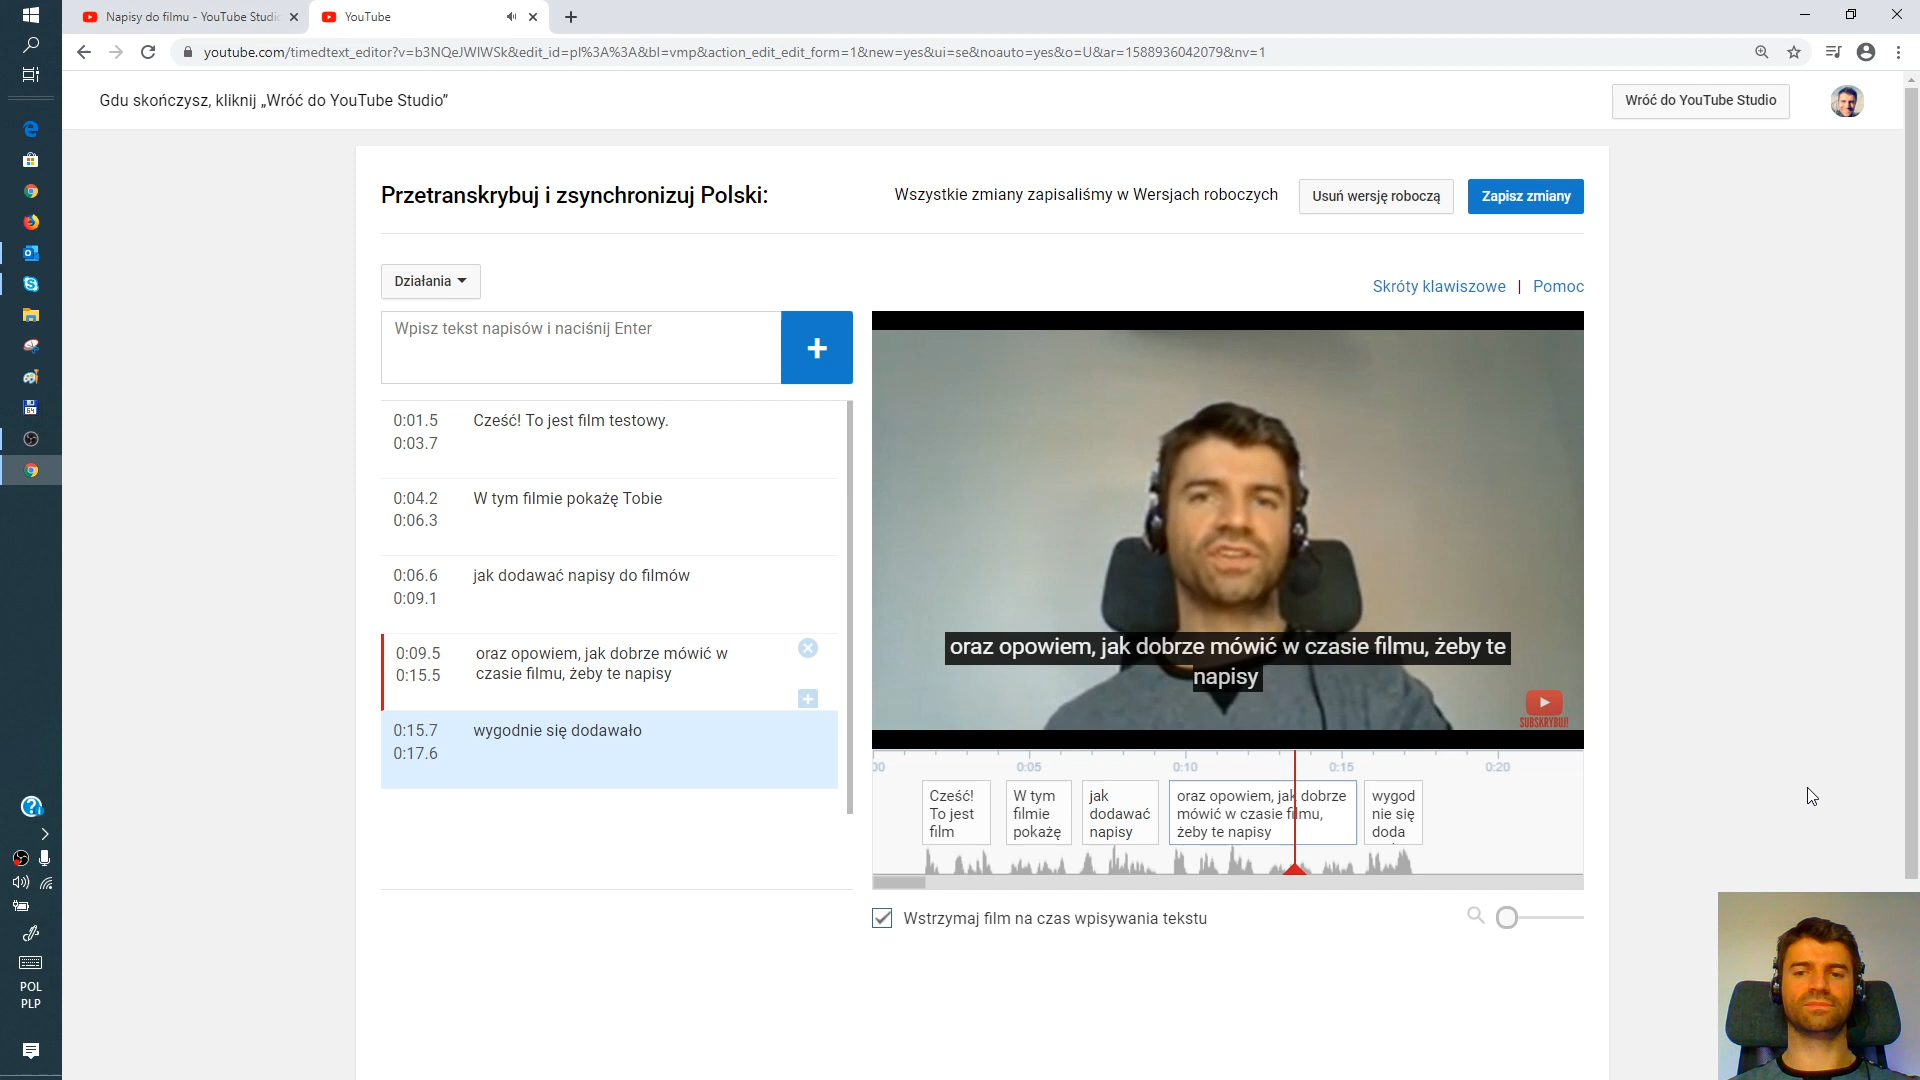 Napisy do filmu - YouTube Studi
YouTube
youtube.com/timedtext_editor?v=b3NQeJWIWSk&edit_id=pl%3A%3A&bl=vmp&action_edit_edit_form=1&new=yes&ui=se&noauto=yes&o=U&ar=1588936042079&nv=1
Gdu skończysz, kliknij „Wróć do YouTube Studio”
Wróć do YouTube Studio
Przetranskrybuj i zsynchronizuj Polski:
Wszystkie zmiany zapisaliśmy w Wersjach roboczych
Usuń wersję roboczą
Zapisz zmiany
Działania
Skróty klawiszowe | Pomoc
Wpisz tekst napisów i naciśnij Enter
+
0:01.5 Cześć! To jest film testowy.
0:03.7
0:04.2 W tym filmie pokażę Tobie
0:06.3
0:06.6 jak dodawać napisy do filmów
0:09.1
0:09.5 oraz opowiem, jak dobrze mówić w
0:15.5 czasie filmu, żeby te napisy
0:15.7 wygodnie się dodawało
0:17.6
oraz opowiem, jak dobrze mówić w czasie filmu, żeby te
napisy
SUBSKRYBUJ!
00 0:05 0:10 0:15 0:20
Cześć!
To jest
film
W tym
filmie
pokażę
jak
dodawać
napisy
oraz opowiem, jak dobrze
mówić w czasie filmu,
żeby te napisy
wygod
nie się
doda
Wstrzymaj film na czas wpisywania tekstu
64
POL
PLP